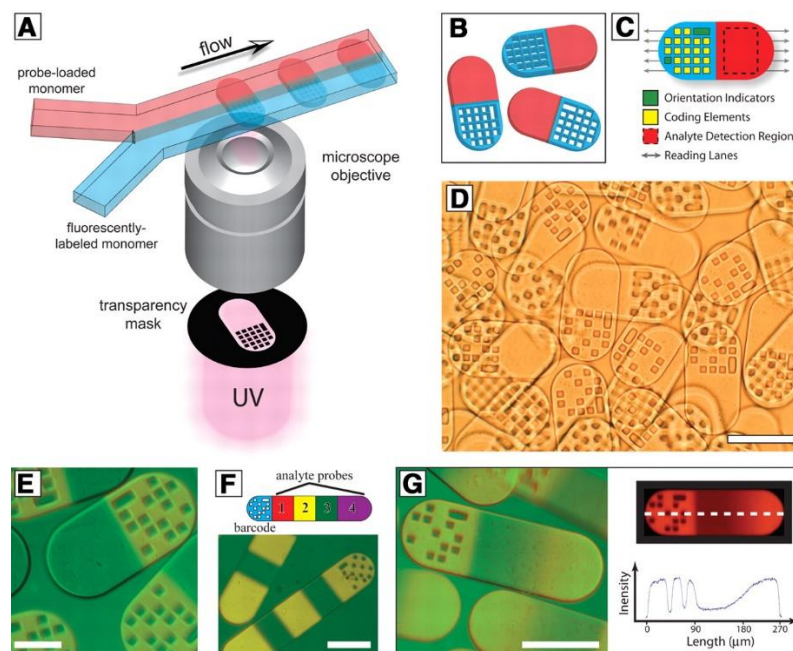 A
flow
probe-loaded
monomer
microscope
objective
fluorescently-
labeled monomer
transparency
mask
UV
B
C
Orientation Indicators
Coding Elements
Analyte Detection Region
Reading Lanes
D
E
F
analyte probes
1 2 3 4
barcode
G
Inensity
0 90 180 270
Length (μm)